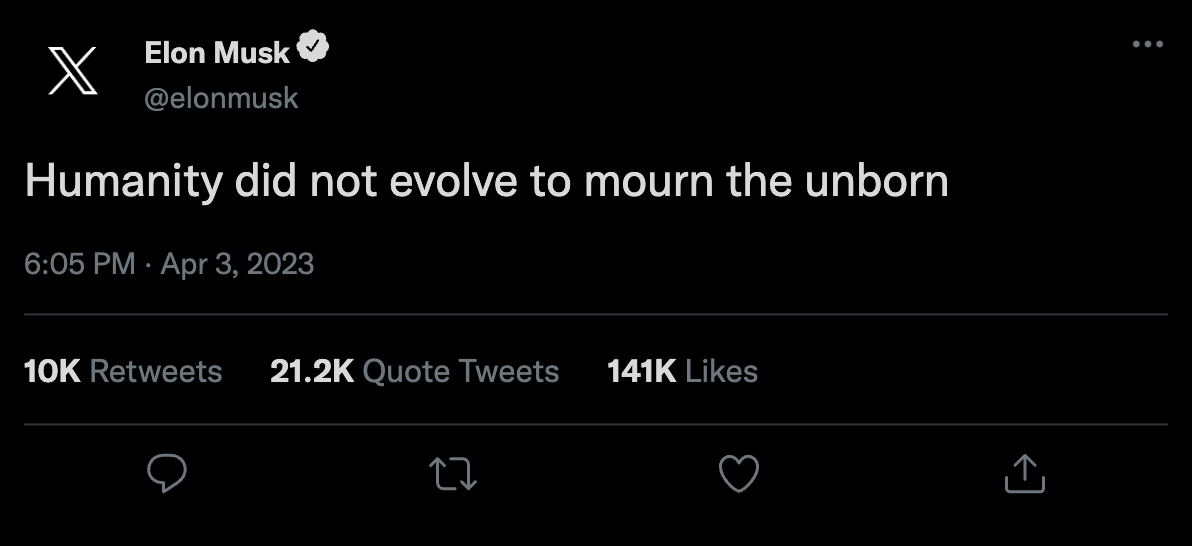 Elon Musk
@elonmusk
Humanity did not evolve to mourn the unborn
6:05 PM · Apr 3, 2023
10K Retweets 21.2K Quote Tweets 141K Likes